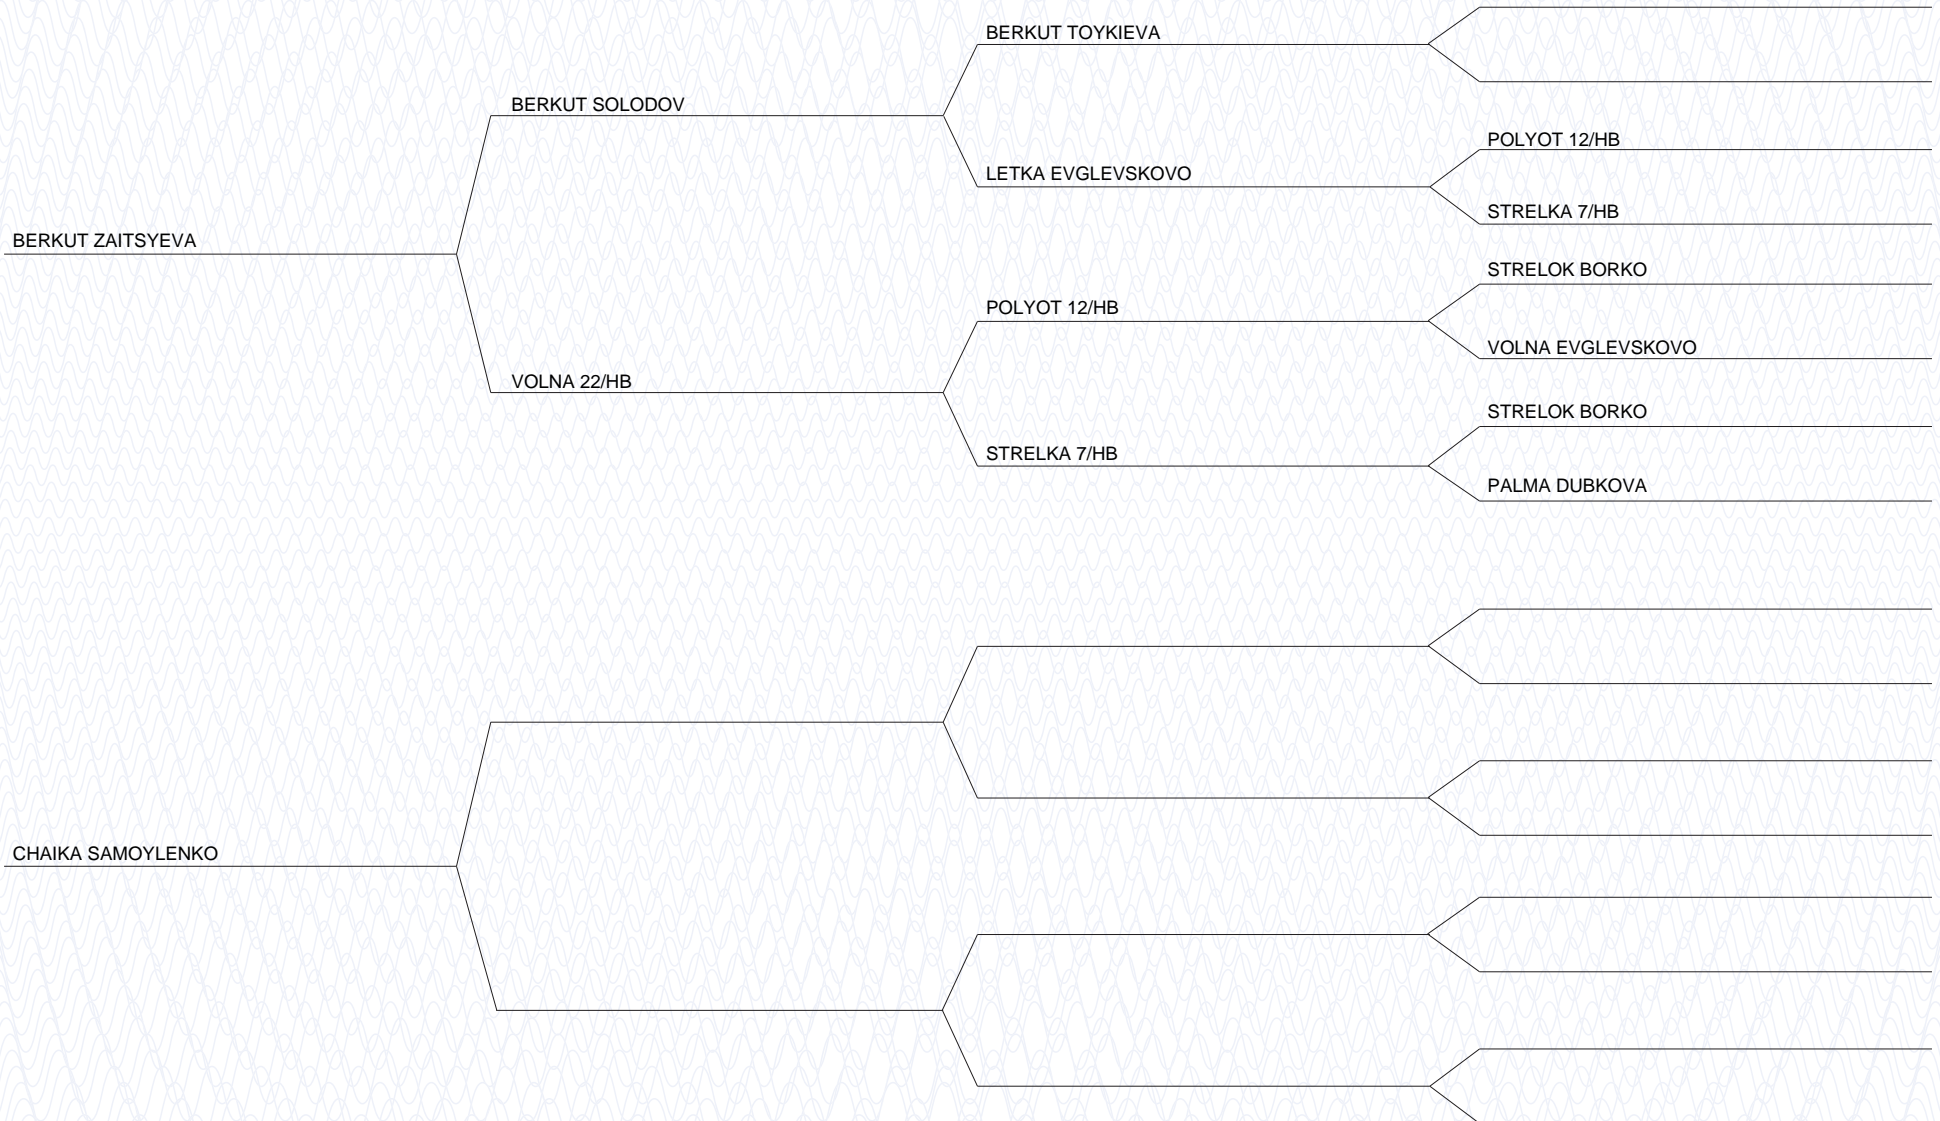 BERKUT TOYKIEVA
BERKUT SOLODOV
POLYOT 12/HB
LETKA EVGLEVSKOVO
STRELKA 7/HB
BERKUT ZAITSYEVA
STRELOK BORKO
POLYOT 12/HB
VOLNA EVGLEVSKOVO
VOLNA 22/HB
STRELOK BORKO
STRELKA 7/HB
PALMA DUBKOVA
CHAIKA SAMOYLENKO